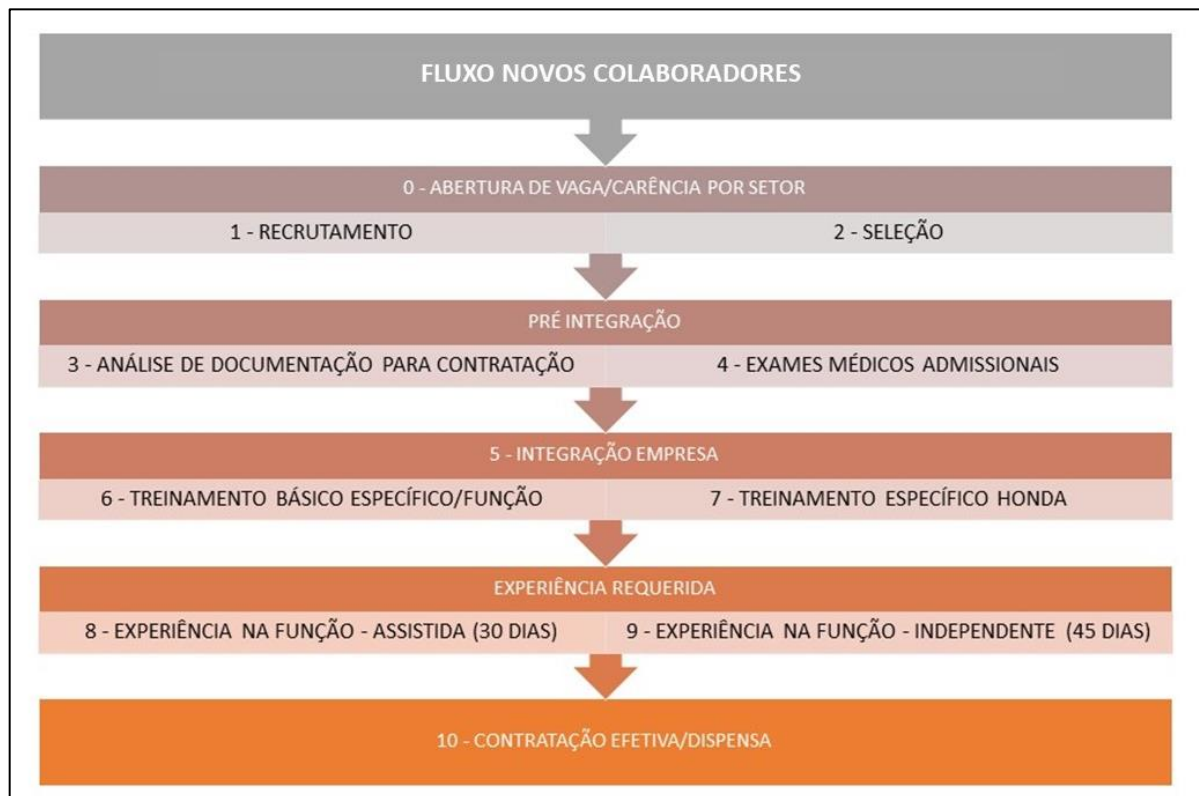 FLUXO NOVOS COLABORADORES
0 - ABERTURA DE VAGA/CARÊNCIA POR SETOR
1 - RECRUTAMENTO
2 - SELEÇÃO
PRÉ INTEGRAÇÃO
3 - ANÁLISE DE DOCUMENTAÇÃO PARA CONTRATAÇÃO
4 - EXAMES MÉDICOS ADMISSIONAIS
5 - INTEGRAÇÃO EMPRESA
6 - TREINAMENTO BÁSICO ESPECÍFICO/FUNÇÃO
7 - TREINAMENTO ESPECÍFICO HONDA
EXPERIÊNCIA REQUERIDA
8 - EXPERIÊNCIA NA FUNÇÃO - ASSISTIDA (30 DIAS)
9 - EXPERIÊNCIA NA FUNÇÃO - INDEPENDENTE (45 DIAS)
10 - CONTRATAÇÃO EFETIVA/DISPENSA